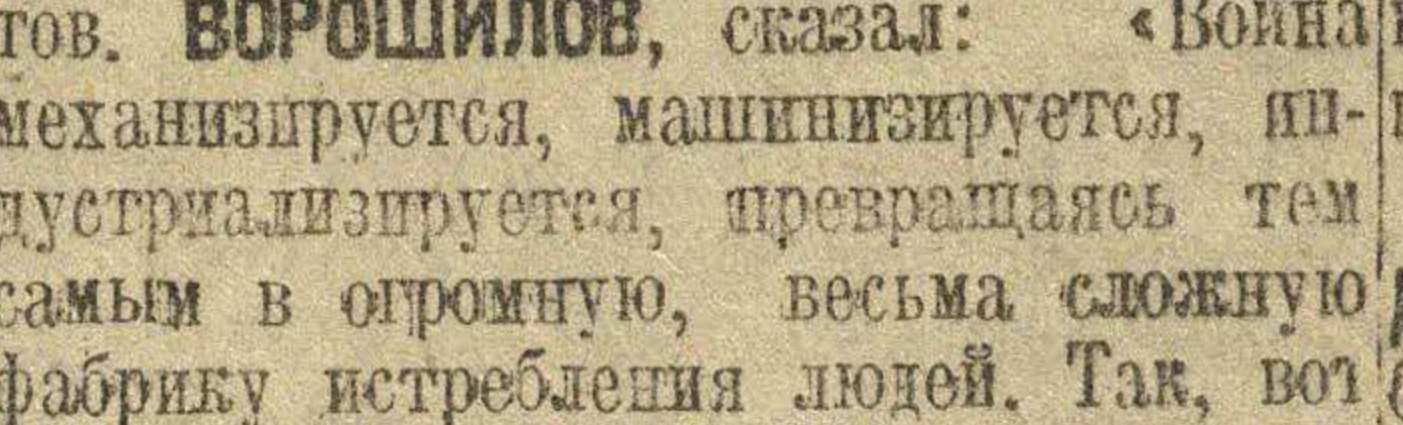 тов. ВОРОШИЛОВ, сказал: «Война
механизируется, машинизируется, ин-
дустриализируется, превращаясь тем
самым в огромную, весьма сложную
фабрику истребления людей. Так, вот